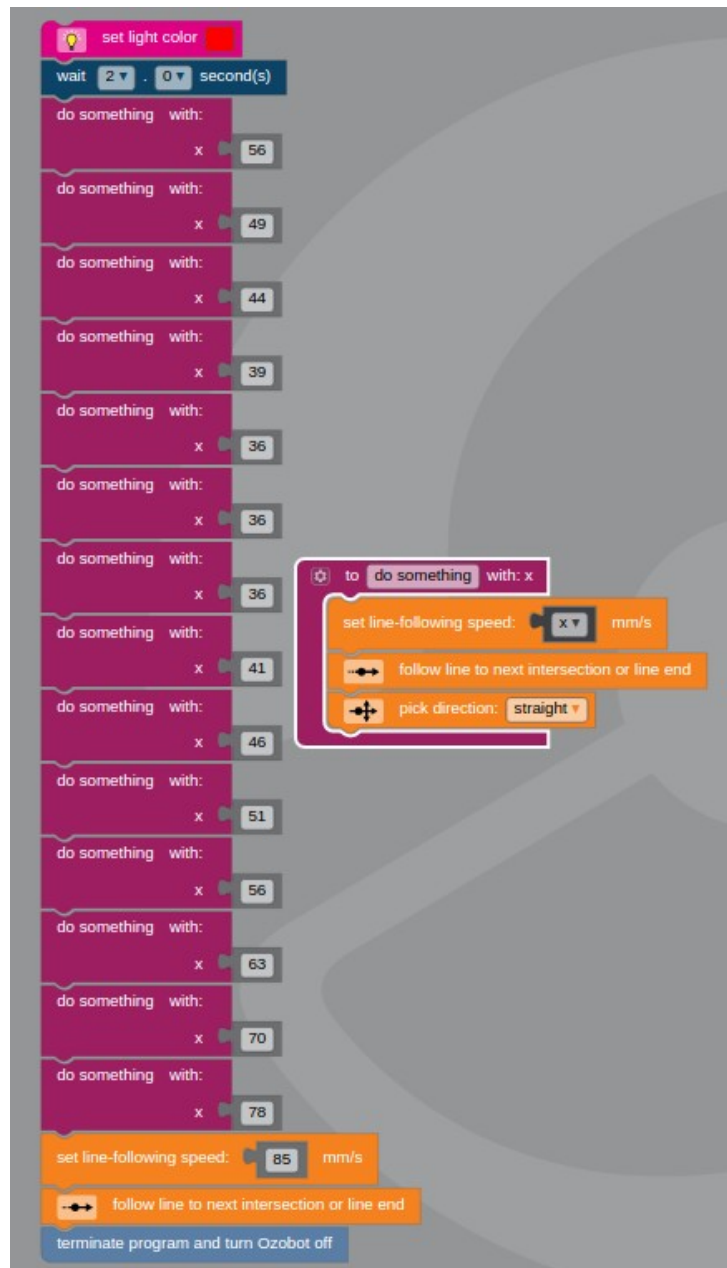 set light color
wait 2 . 0 second(s)
do something with:
x 56
do something with:
x 49
do something with:
x 44
do something with:
x 39
do something with:
x 36
do something with:
x 36
do something with:
x 36
do something with:
x 41
do something with:
x 46
do something with:
x 51
do something with:
x 56
do something with:
x 63
do something with:
x 70
do something with:
x 78
set line-following speed: 85 mm/s
follow line to next intersection or line end
terminate program and turn Ozobot off
to do something with: x
set line-following speed: x mm/s
follow line to next intersection or line end
pick direction: straight